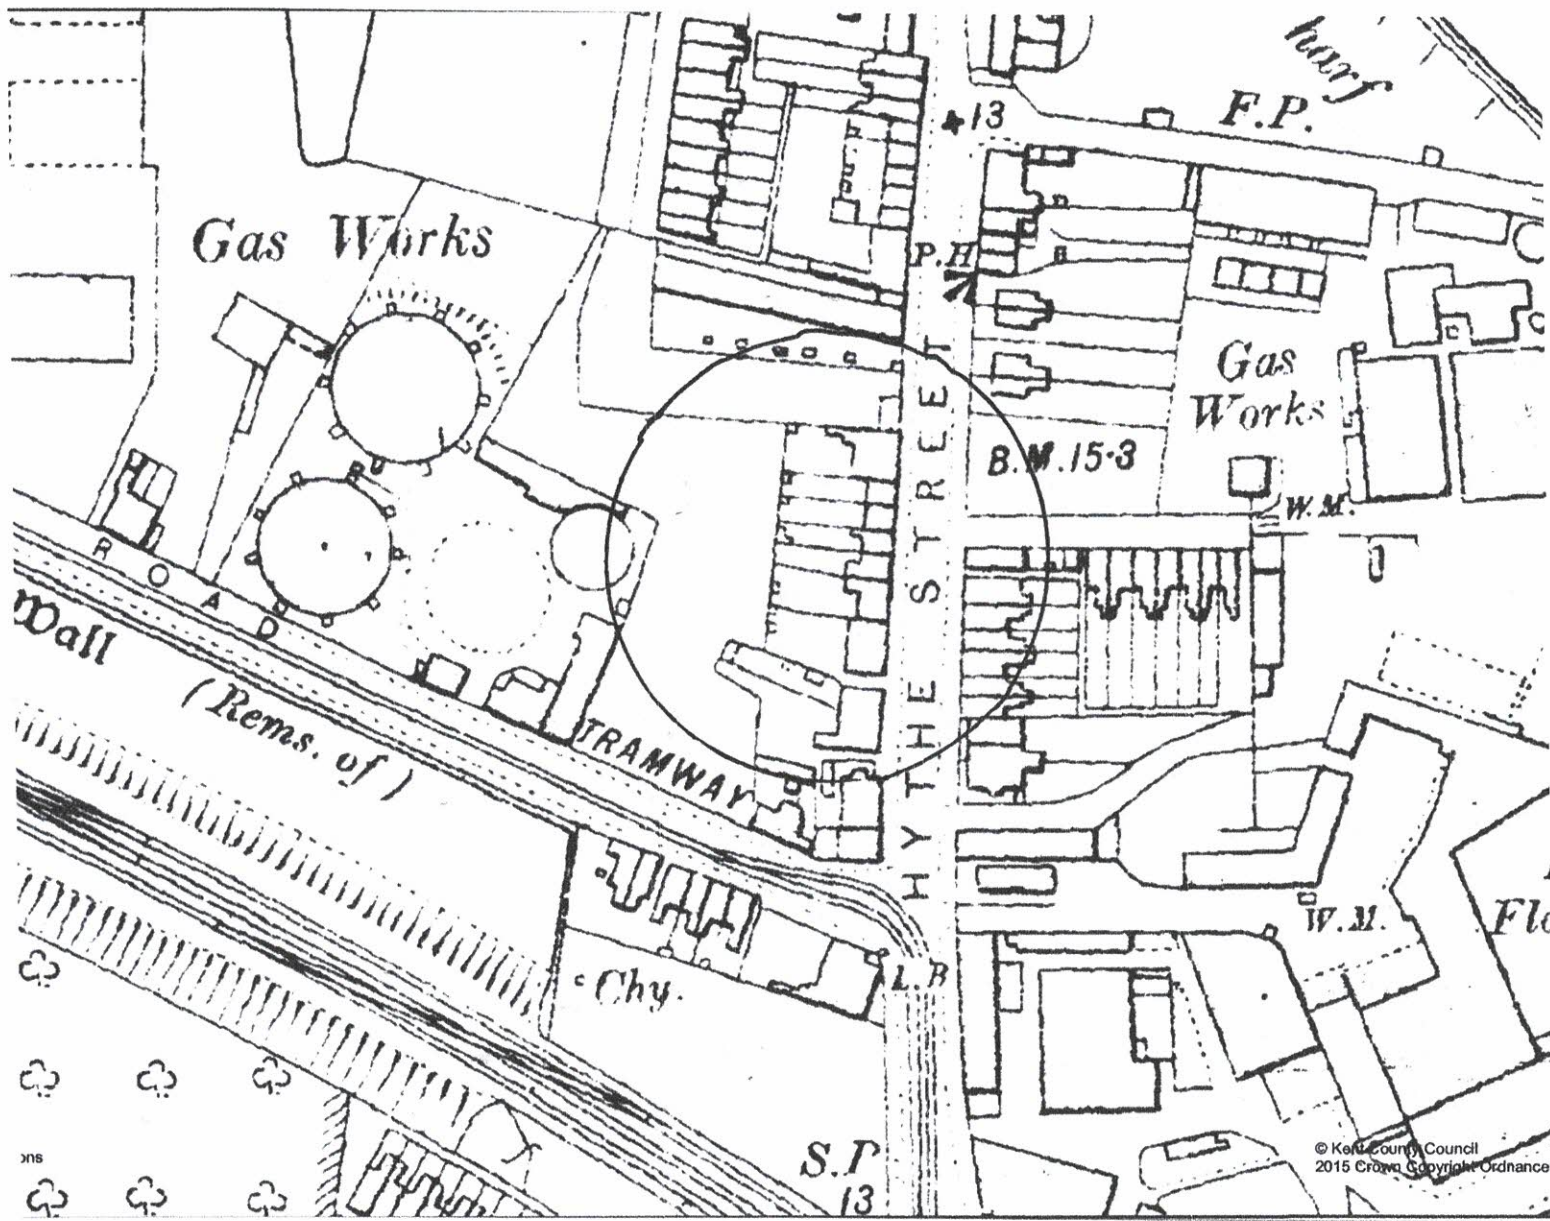 harf
F.P.
13
Gas Works
P.H
Gas
Works
B.M.15·3
W.M.
HYTHE STREET
ROAD
Wall
(Rems. of)
TRAMWAY
W.M.
Flo
L.B
Chy.
S.P
13
ons
© Kent County Council
2015 Crown Copyright Ordnance